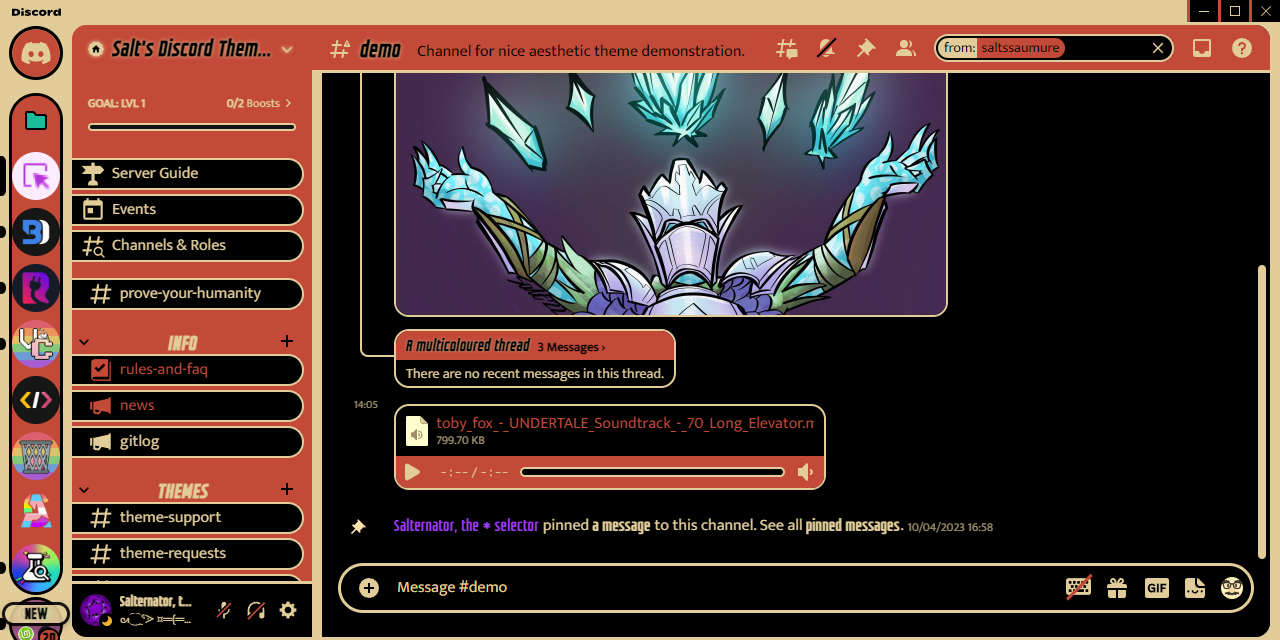 Discord
Salt's Discord Them...
demo
Channel for nice aesthetic theme demonstration.
from: saltssaumure
GOAL: LVL 1
0/2 Boosts >
Server Guide
Events
Channels & Roles
prove-your-humanity
INFO
rules-and-faq
news
gitlog
THEMES
theme-support
theme-requests
NEW
Salternator, t...
A multicoloured thread 3 Messages ›
There are no recent messages in this thread.
14:05
toby_fox_-_UNDERTALE_Soundtrack_-_70_Long_Elevator.m
799.70 KB
-:-- / -:--
Salternator, the * selector pinned a message to this channel. See all pinned messages. 10/04/2023 16:58
Message #demo
GIF